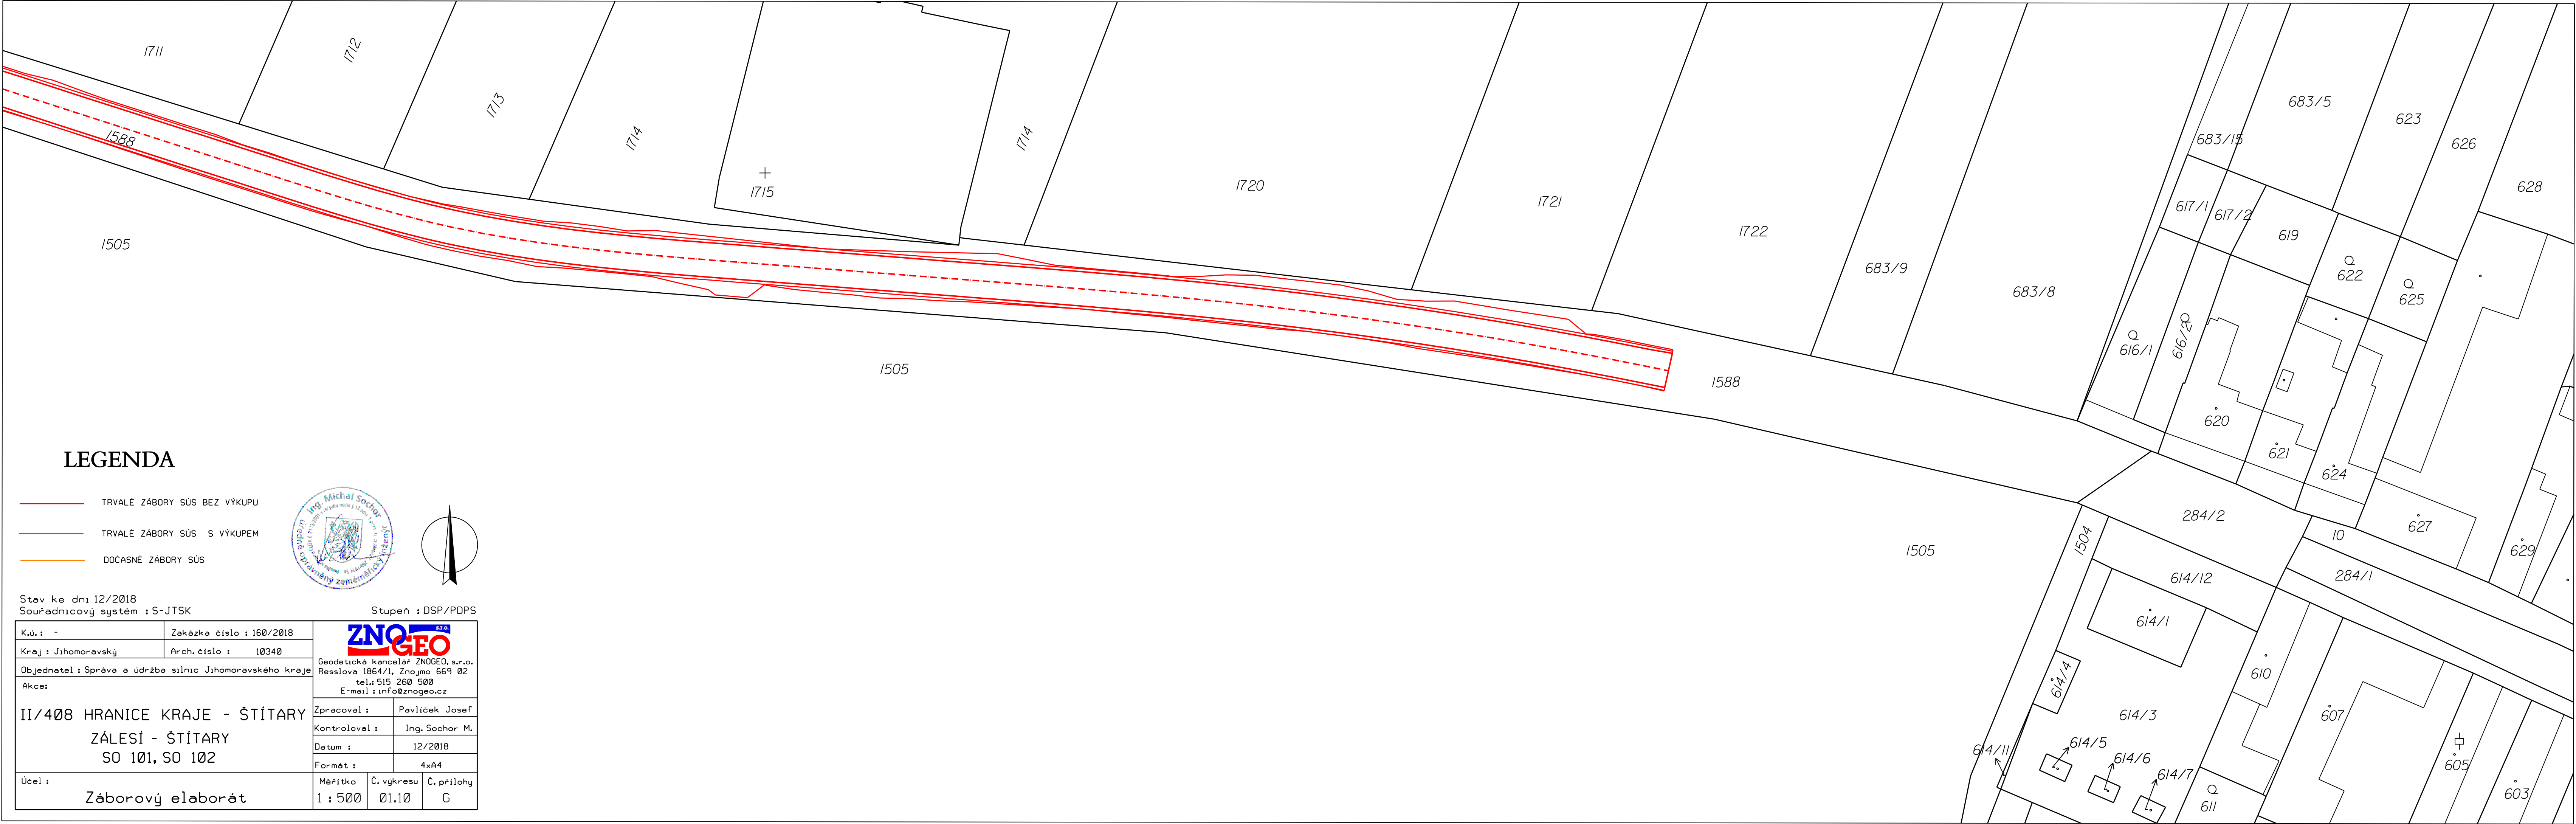 1711
1712
1713
1714
1715
1714
1720
1721
1722
683/9
683/8
683/15
683/5
623
626
628
617/1
617/2
619
622
625
616/1
616/2
620
621
624
627
629
1588
1505
1505
1588
1505
1504
284/2
10
284/1
614/12
614/1
614/4
614/3
614/11
614/5
614/6
614/7
610
611
607
605
603
LEGENDA
TRVALÉ ZÁBORY SÚS BEZ VÝKUPU
TRVALÉ ZÁBORY SÚS S VÝKUPEM
DOČASNÉ ZÁBORY SÚS
Ing. Michal Sochor
úředně oprávněný zeměměřický inženýr
Stav ke dni 12/2018
Souřadnicový systém : S-JTSK
Stupeň : DSP/PDPS
K.ú.: -
Zakázka číslo : 160/2018
Kraj : Jihomoravský
Arch. číslo : 10340
Objednatel : Správa a údržba silnic Jihomoravského kraje
ZNOGEO s.r.o.
Geodetická kancelář ZNOGEO, s.r.o.
Resslova 1864/1, Znojmo 669 02
tel.: 515 260 500
E-mail : info@znogeo.cz
Akce:
II/408 HRANICE KRAJE - ŠTÍTARY
ZÁLESÍ - ŠTÍTARY
SO 101, SO 102
Zpracoval : Pavlíček Josef
Kontroloval : Ing. Sochor M.
Datum : 12/2018
Formát : 4xA4
Účel :
Záborový elaborát
Měřítko
1 : 500
Č. výkresu
01.10
Č. přílohy
G